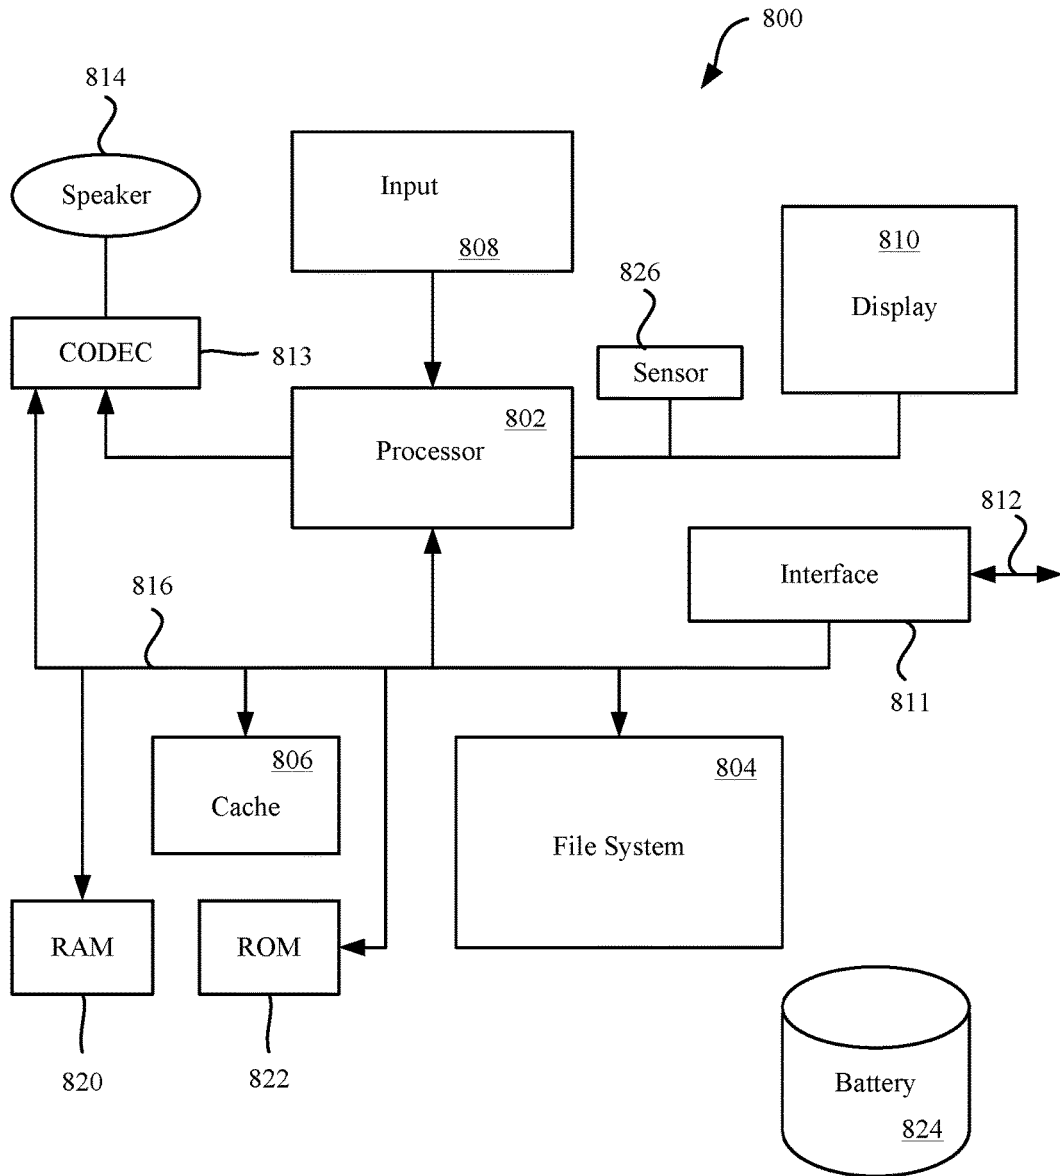 800
814
Speaker
Input
808
810
Display
826
CODEC
813
Sensor
802
Processor
812
Interface
816
811
806
Cache
804
File System
RAM
ROM
820
822
Battery
824